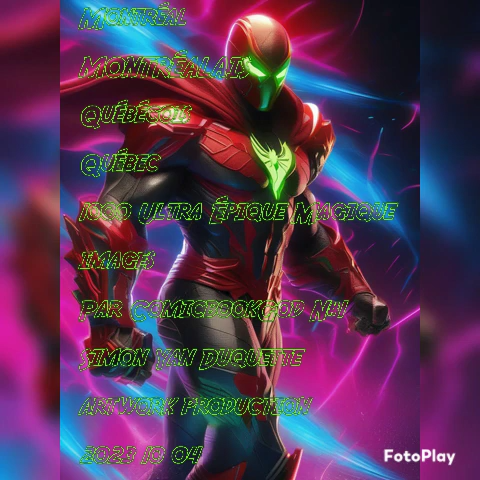 Montréal
Montréalais
Québécois
Québec
1000 Ultra Épique Magique
Images
Par ComicbookGod No1
Simon Van Duquette
Artwork Production
2023 10 04
FotoPlay